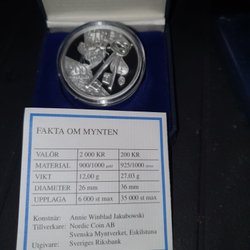 FAKTA OM MYNTEN
VALÖR 2 000 KR 200 KR
MATERIAL 900/1000 guld 925/1000 silver
VIKT 12,00 g 27,03 g
DIAMETER 26 mm 36 mm
UPPLAGA 6 000 st max 35 000 st max
Konstnär: Annie Winblad Jakubowski
Tillverkare: Nordic Coin AB
Svenska Myntverket, Eskilstuna
Utgivare: Sveriges Riksbank